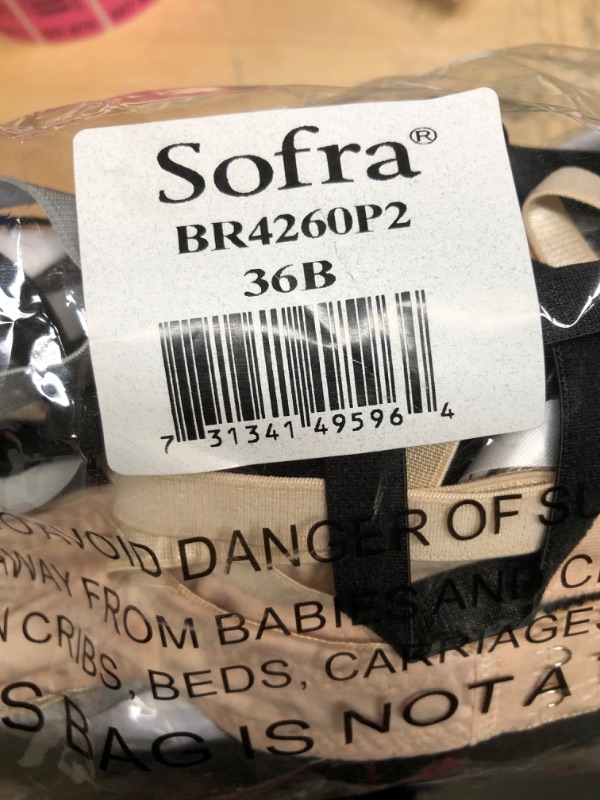 Sofra®
BR4260P2
36B
7 31341 49596 4
AVOID DANGER OF
AWAY FROM BABIES AND
CRIBS, BEDS, CARRIAGES
BAG IS NOT A